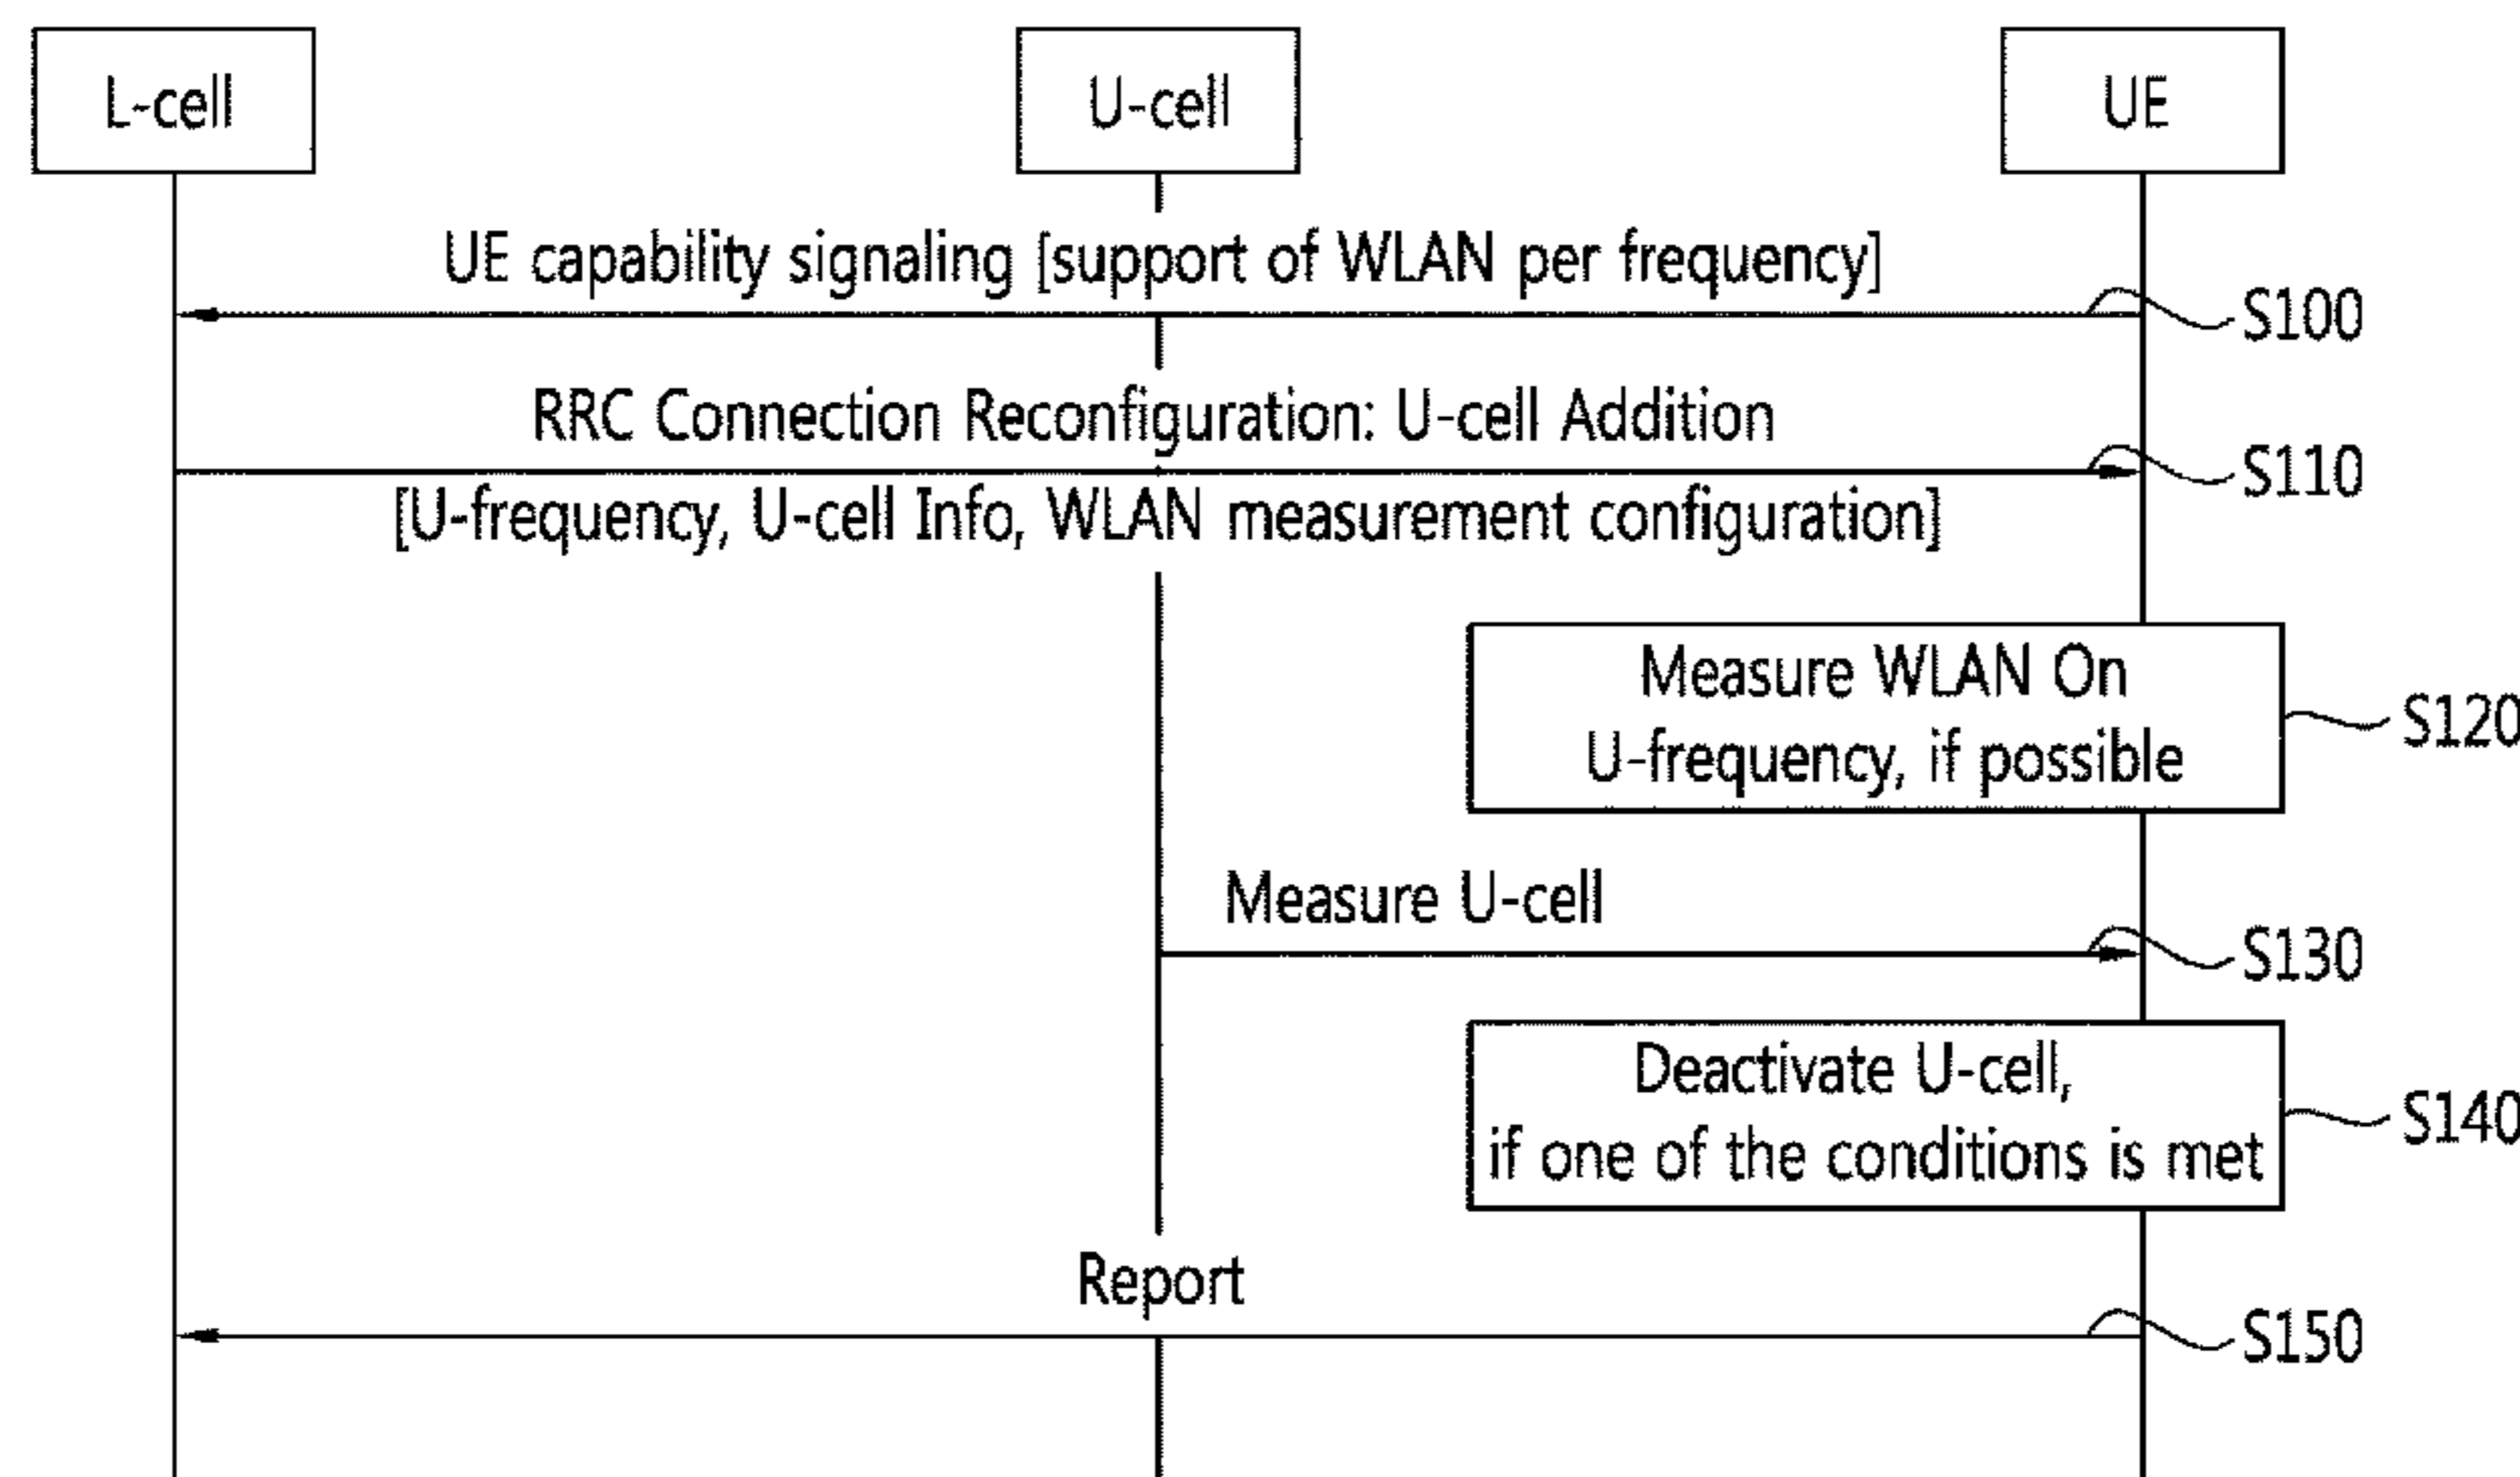 L-cell
U-cell
UE
UE capability signaling [support of WLAN per frequency]
S100
RRC Connection Reconfiguration: U-cell Addition
S110
[U-frequency, U-cell Info, WLAN measurement configuration]
Measure WLAN On
U-frequency, if possible
S120
Measure U-cell
S130
Deactivate U-cell,
if one of the conditions is met
S140
Report
S150